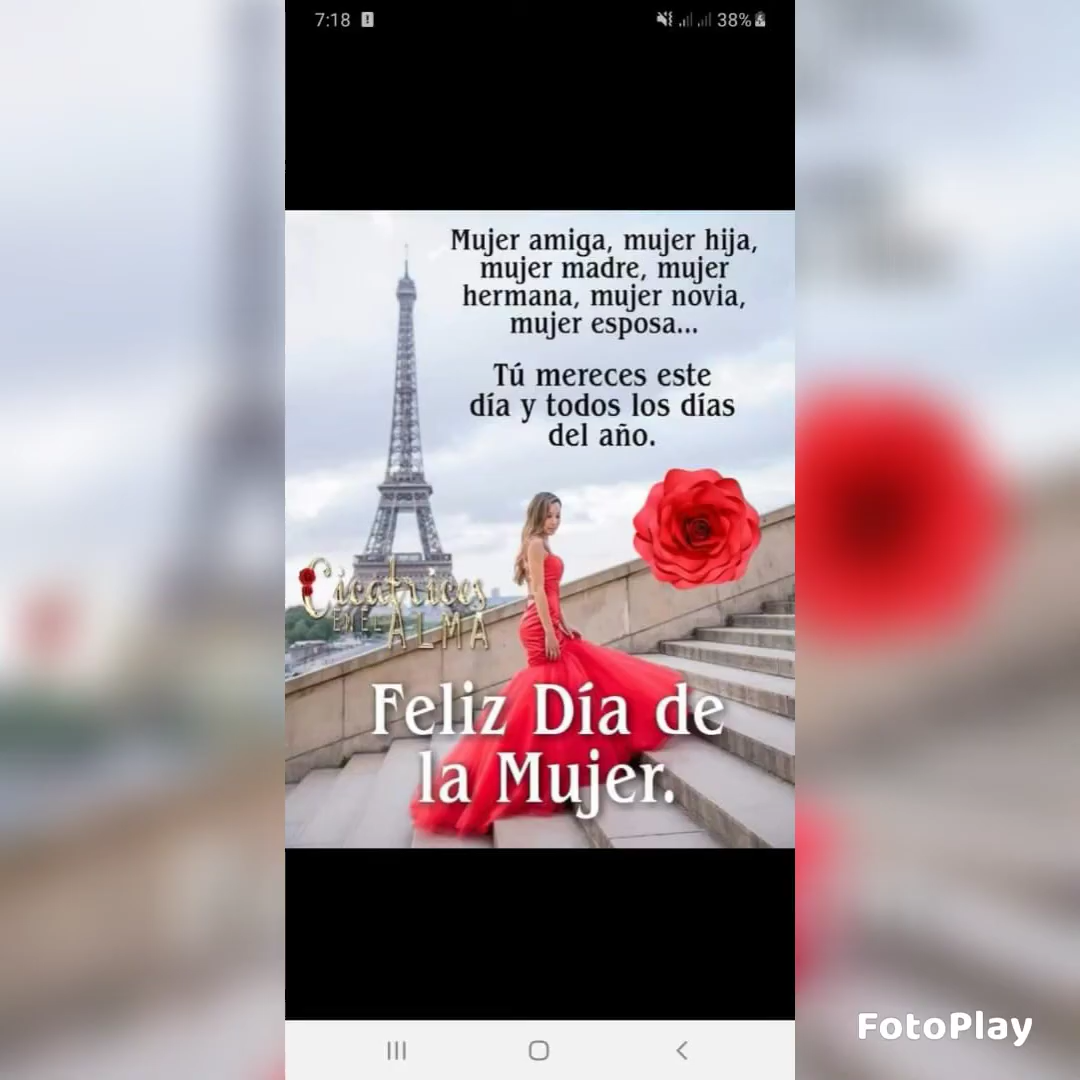 7:18
38%
Mujer amiga, mujer hija,
mujer madre, mujer
hermana, mujer novia,
mujer esposa...
Tú mereces este
día y todos los días
del año.
Cicatrices
EN EL ALMA
Feliz Día de
la Mujer.
FotoPlay